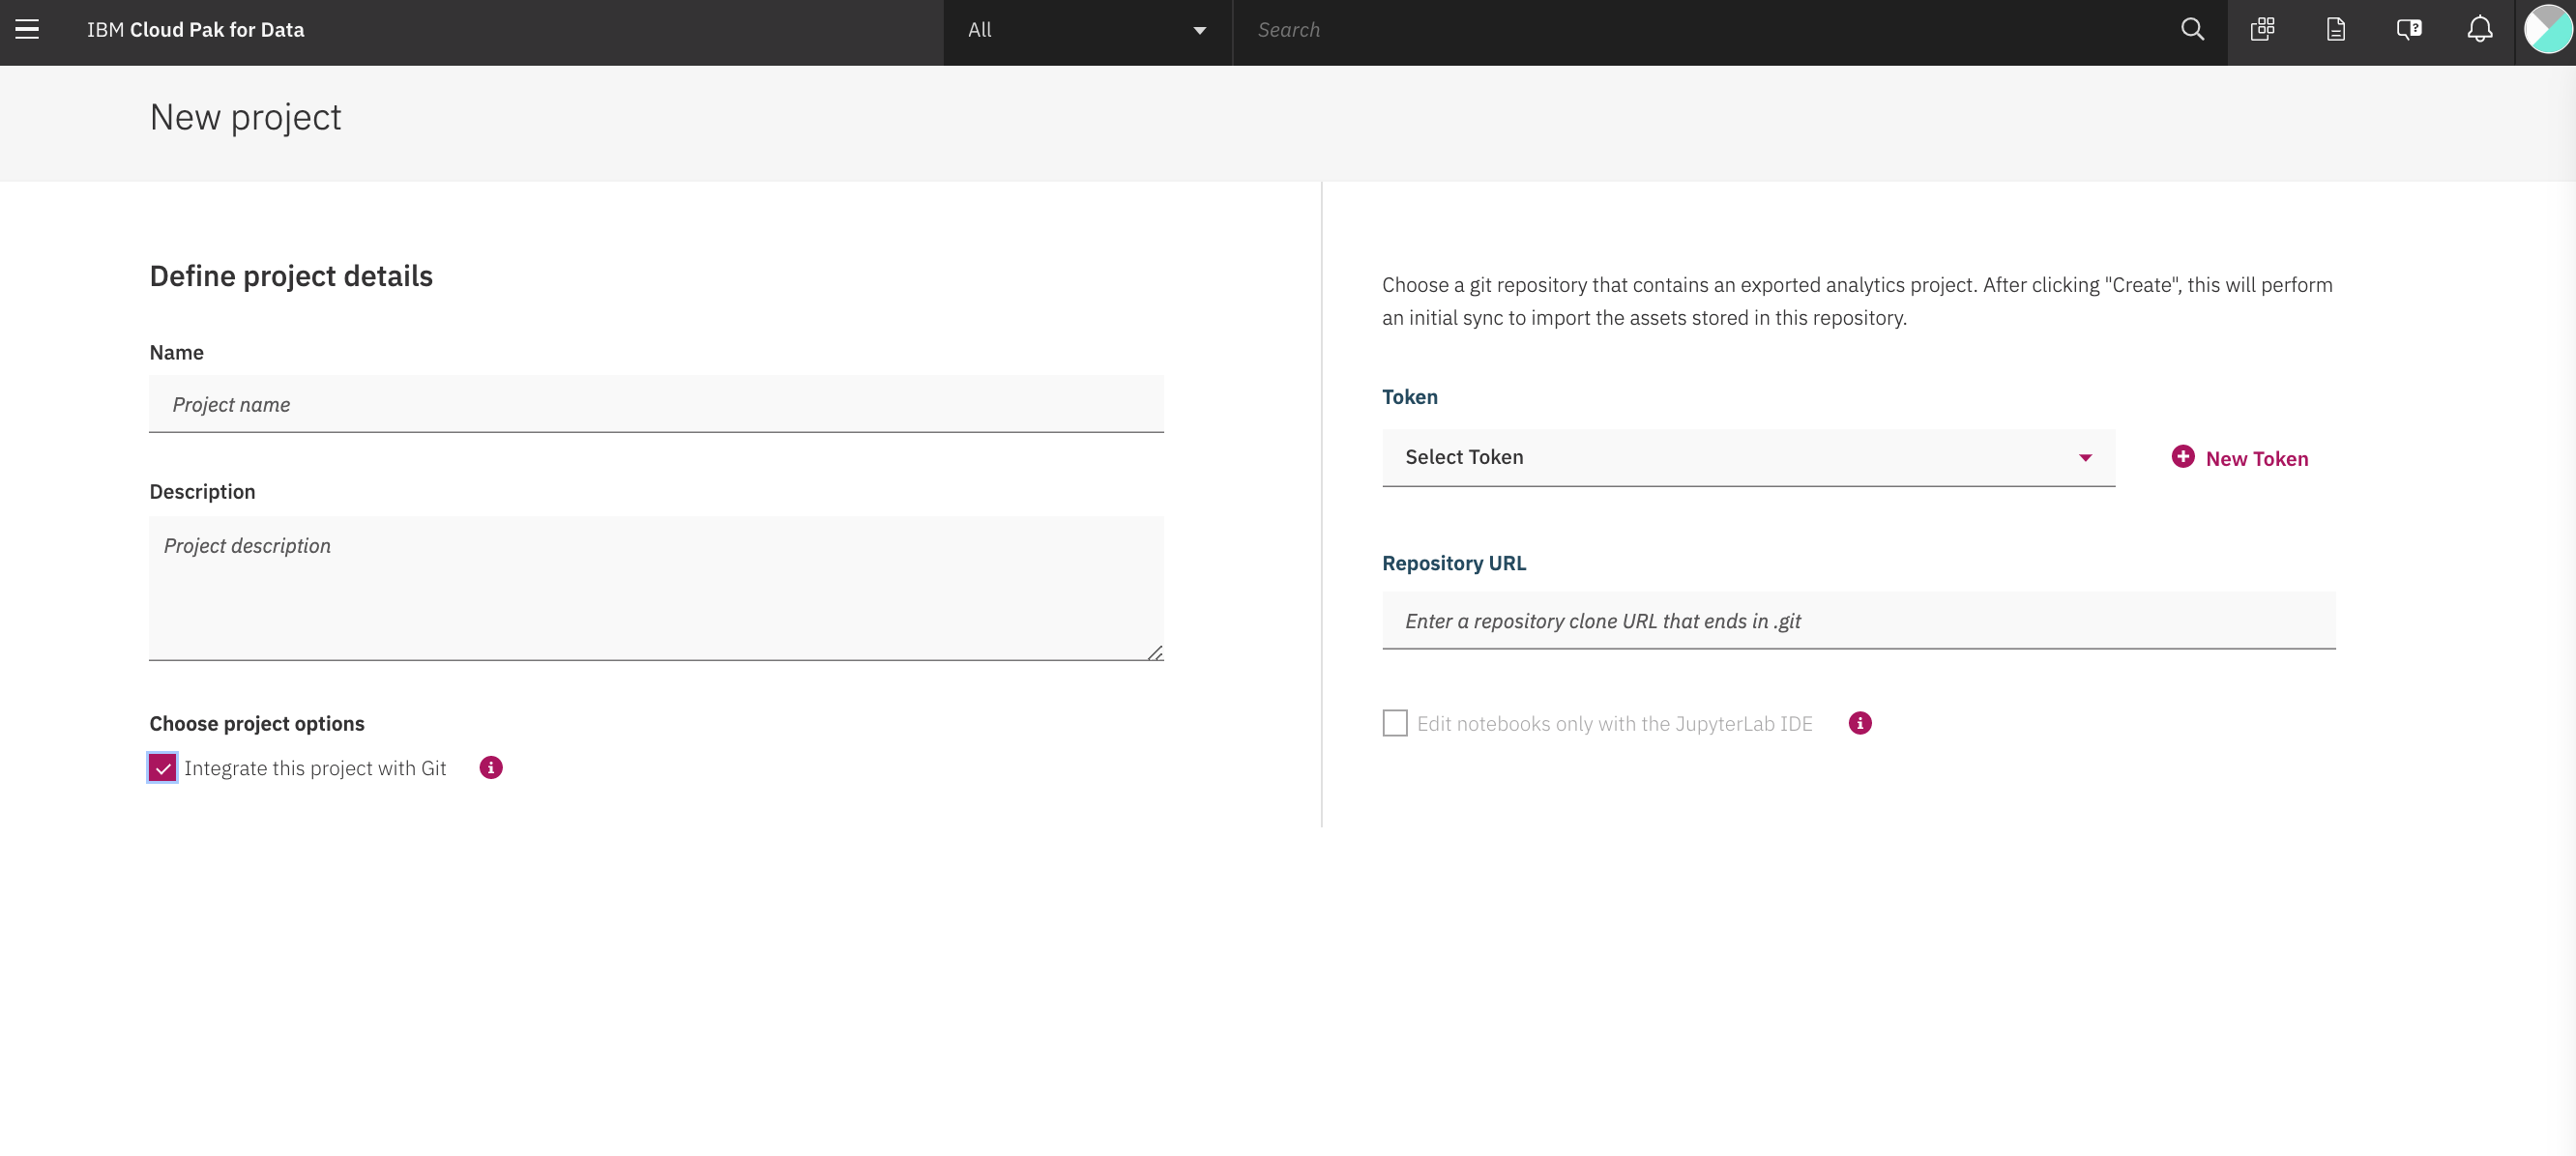 IBM Cloud Pak for Data
All
Search
New project
Define project details
Name
Project name
Description
Project description
Choose project options
Integrate this project with Git
Choose a git repository that contains an exported analytics project. After clicking "Create", this will perform
an initial sync to import the assets stored in this repository.
Token
Select Token
New Token
Repository URL
Enter a repository clone URL that ends in .git
Edit notebooks only with the JupyterLab IDE